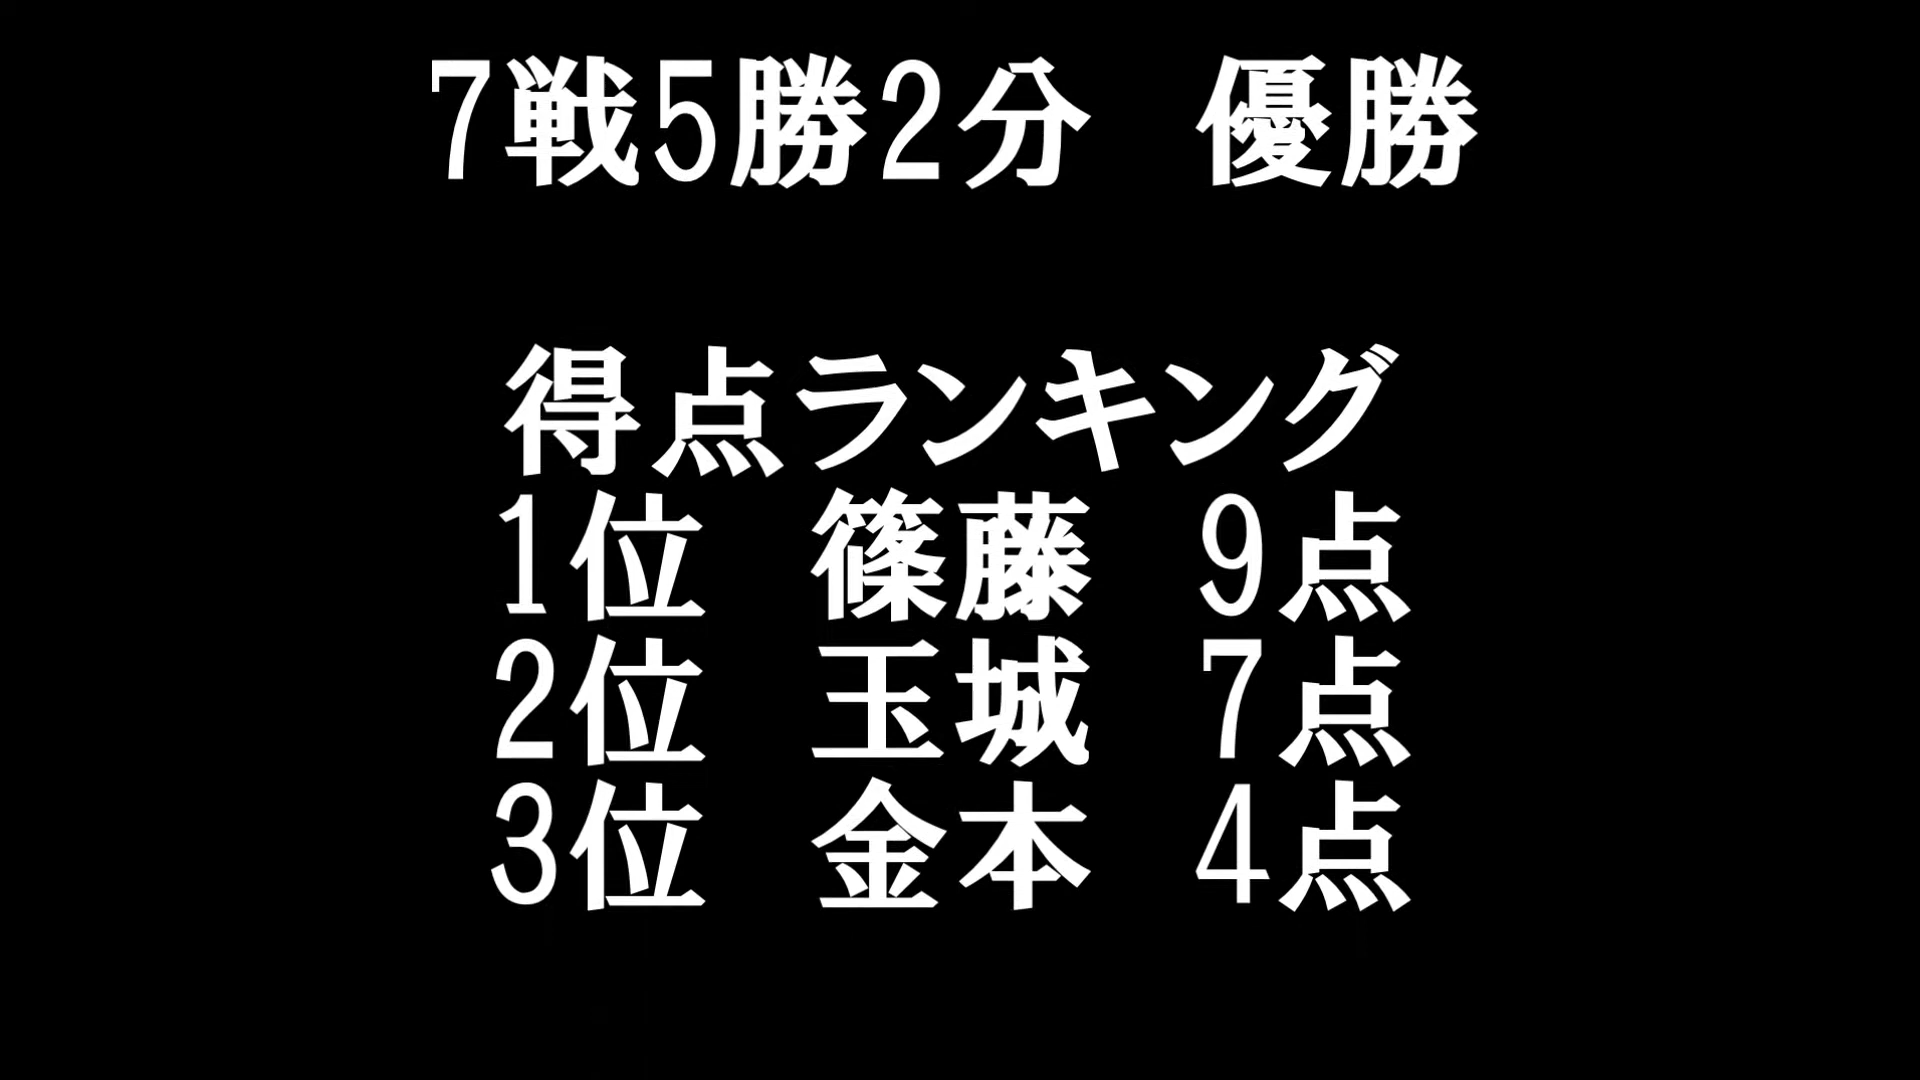 7戦5勝2分　優勝
得点ランキング
1位　篠藤　9点
2位　玉城　7点
3位　金本　4点